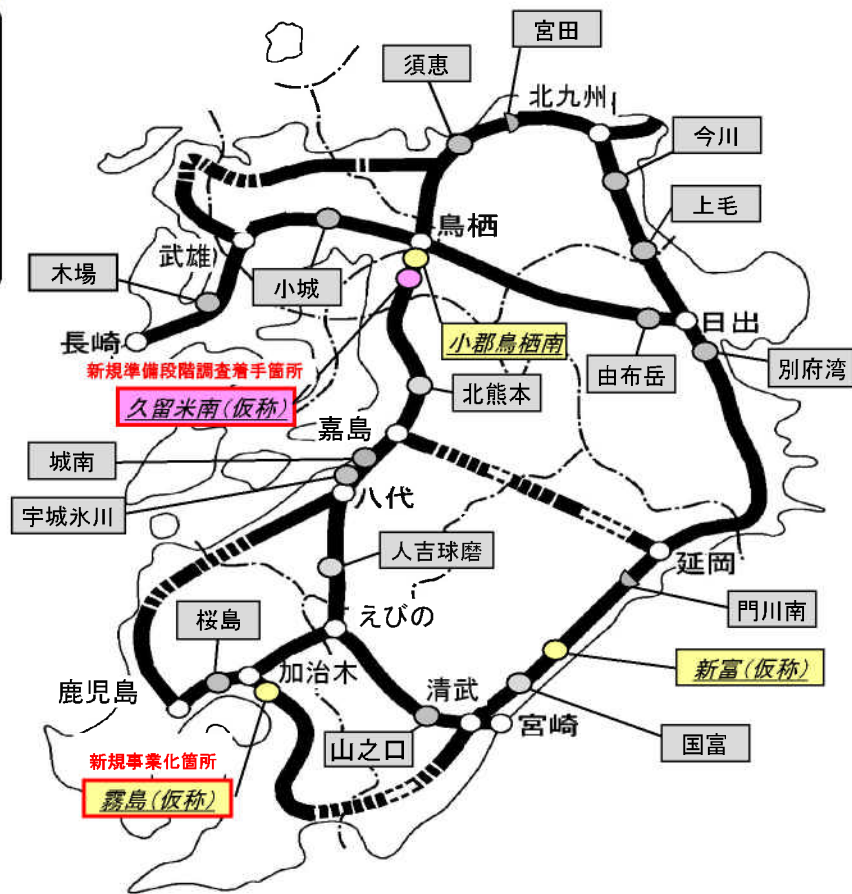 宮田
須恵
北九州
今川
上毛
鳥栖
武雄
木場
小城
長崎
小郡鳥栖南
日出
由布岳
別府湾
新規準備段階調査着手箇所
久留米南(仮称)
北熊本
嘉島
城南
宇城氷川
八代
人吉球磨
延岡
門川南
えびの
桜島
加治木
新富(仮称)
鹿児島
清武
宮崎
山之口
国富
新規事業化箇所
霧島(仮称)